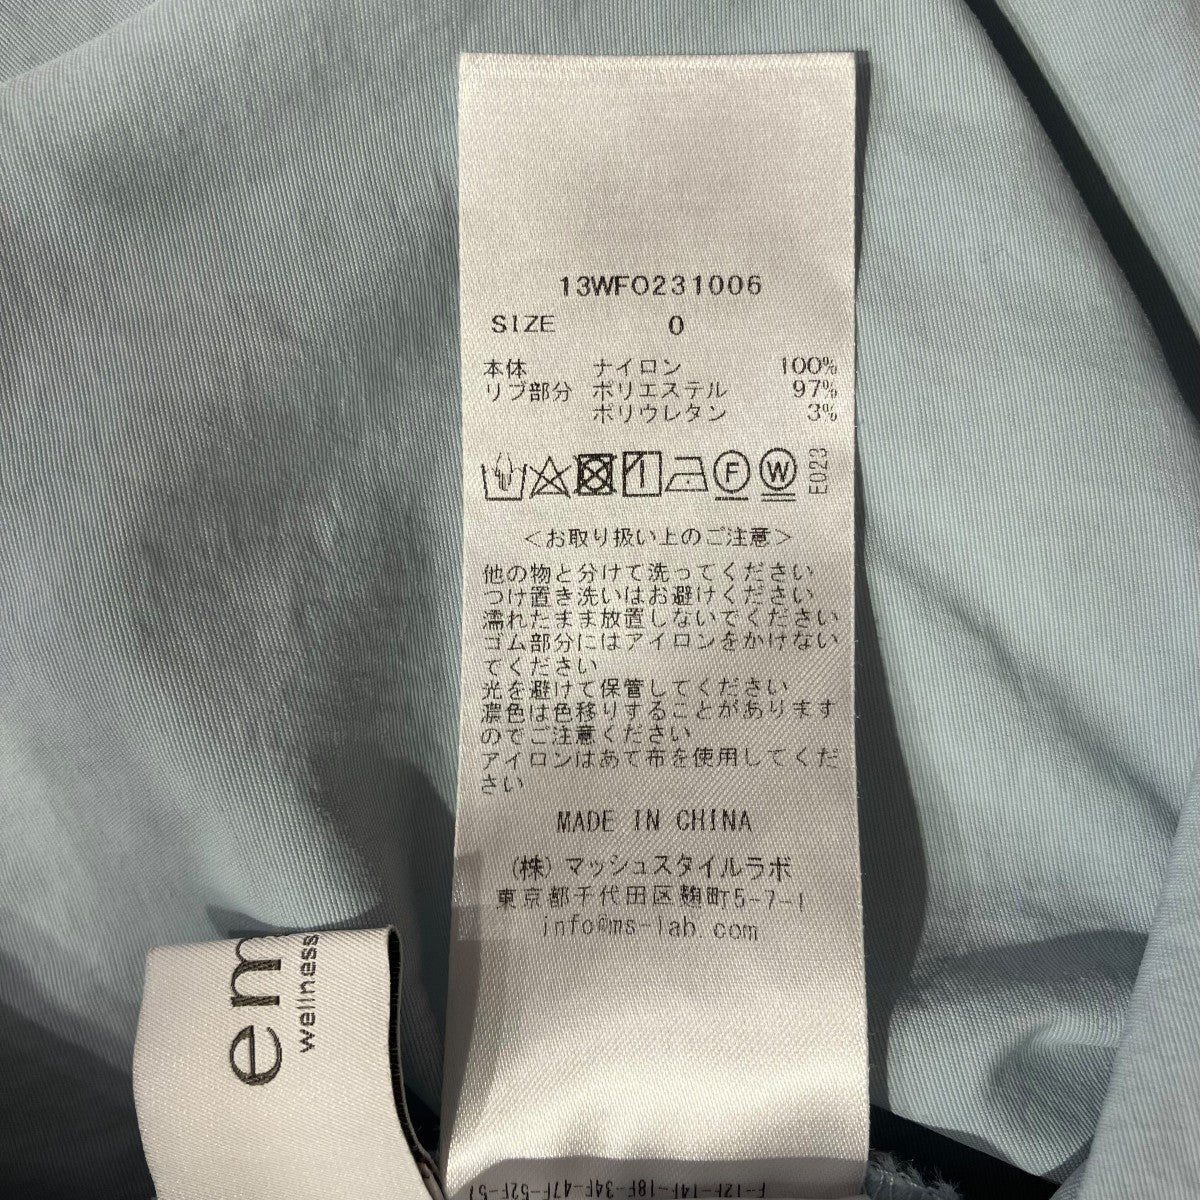 13WFO231006
SIZE 0
本体 ナイロン 100%
リブ部分 ポリエステル 97%
ポリウレタン 3%
F W E023
<お取り扱い上のご注意>
他の物と分けて洗ってください
つけ置き洗いはお避けください
濡れたまま放置しないでください
ゴム部分にはアイロンをかけない
でください
光を避けて保管してください
濃色は色移りすることがあります
のでご注意ください
アイロンはあて布を使用してくだ
さい
MADE IN CHINA
(株)マッシュスタイルラボ
東京都千代田区麹町5-7-1
info@ms-lab.com
em
wellness
F-12F-14F-18F-34F-47F-52F-57